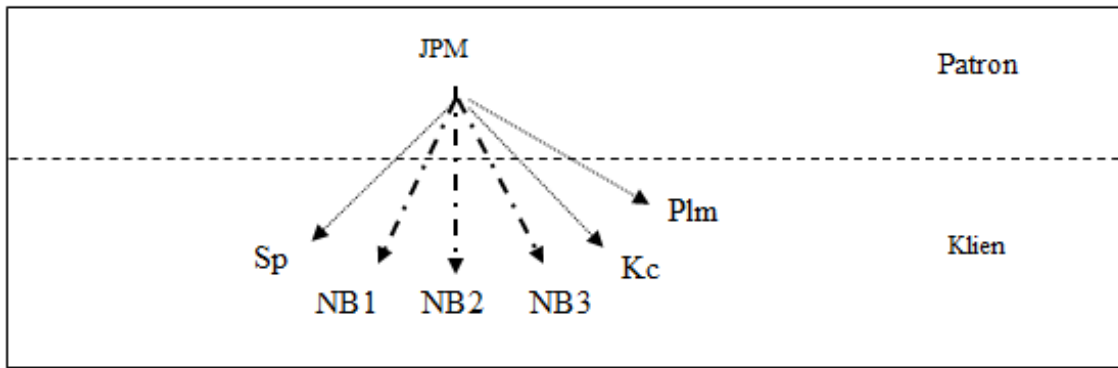 JPM
Patron
Plm
Klien
Sp
Kc
NB1 NB2 NB3